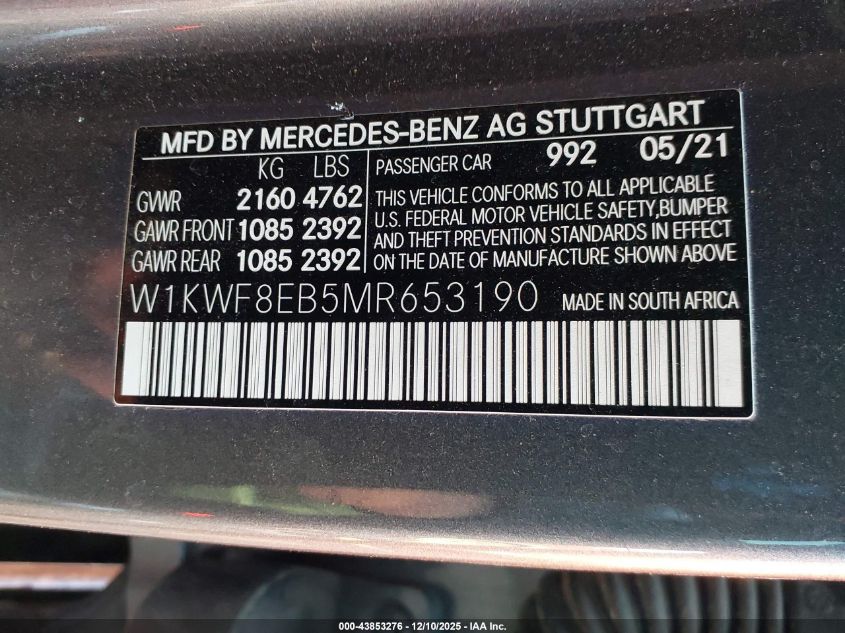 MFD BY MERCEDES-BENZ AG STUTTGART
KG LBS PASSENGER CAR 992 05/21
GVWR 2160 4762
GAWR FRONT 1085 2392
GAWR REAR 1085 2392
THIS VEHICLE CONFORMS TO ALL APPLICABLE
U.S. FEDERAL MOTOR VEHICLE SAFETY,BUMPER
AND THEFT PREVENTION STANDARDS IN EFFECT
ON THE DATE OF MANUFACTURE SHOWN ABOVE
W1KWF8EB5MR653190 MADE IN SOUTH AFRICA
000-43853276 - 12/10/2025 - IAA Inc.